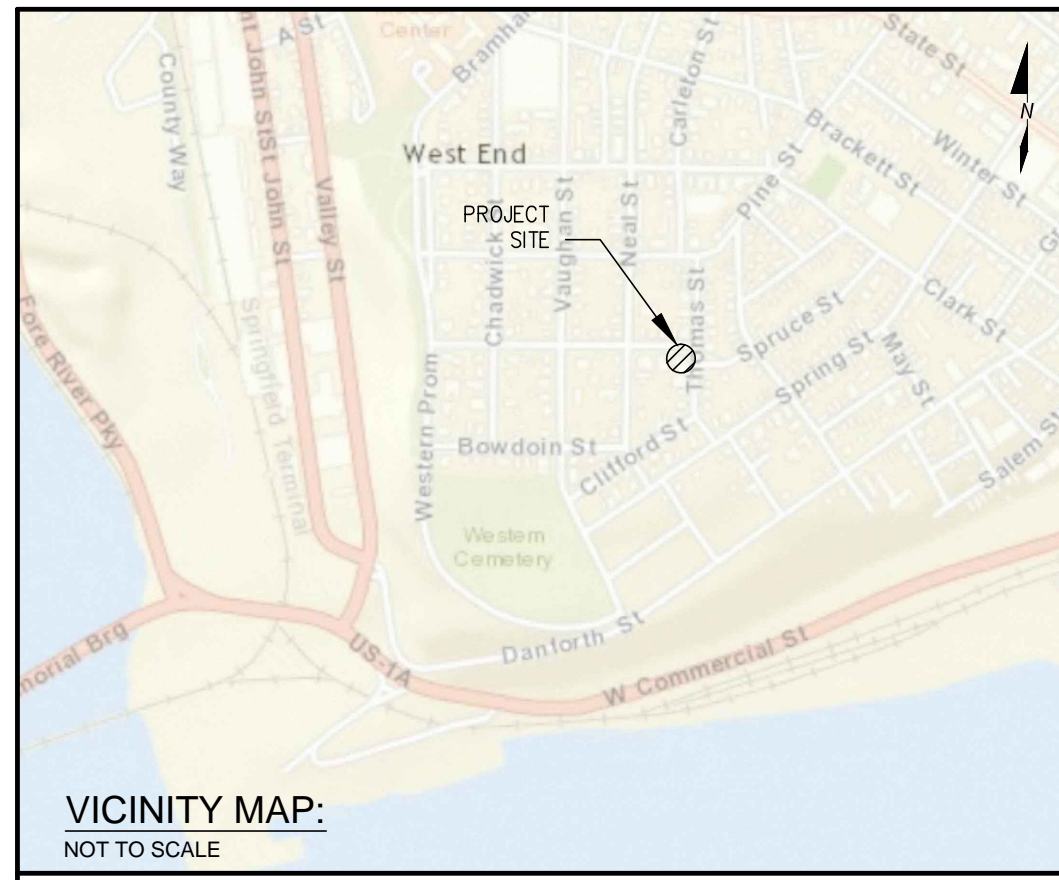 Center
A St
Bramhal
nt John St
St John St
County Way
Valley St
Carleton St
State St
N
Brackett St
Winter St
West End
Pine St
PROJECT
SITE
Chadwick St
Vaughan St
Neal St
Thomas St
Clark St
Spruce St
Spring St
May St
Fore River Pky
Springfield Terminal
Western Prom
Bowdoin St
Clifford St
Salem St
Western
Cemetery
Danforth St
morial Brg
US-1A
W Commercial St
VICINITY MAP:
NOT TO SCALE